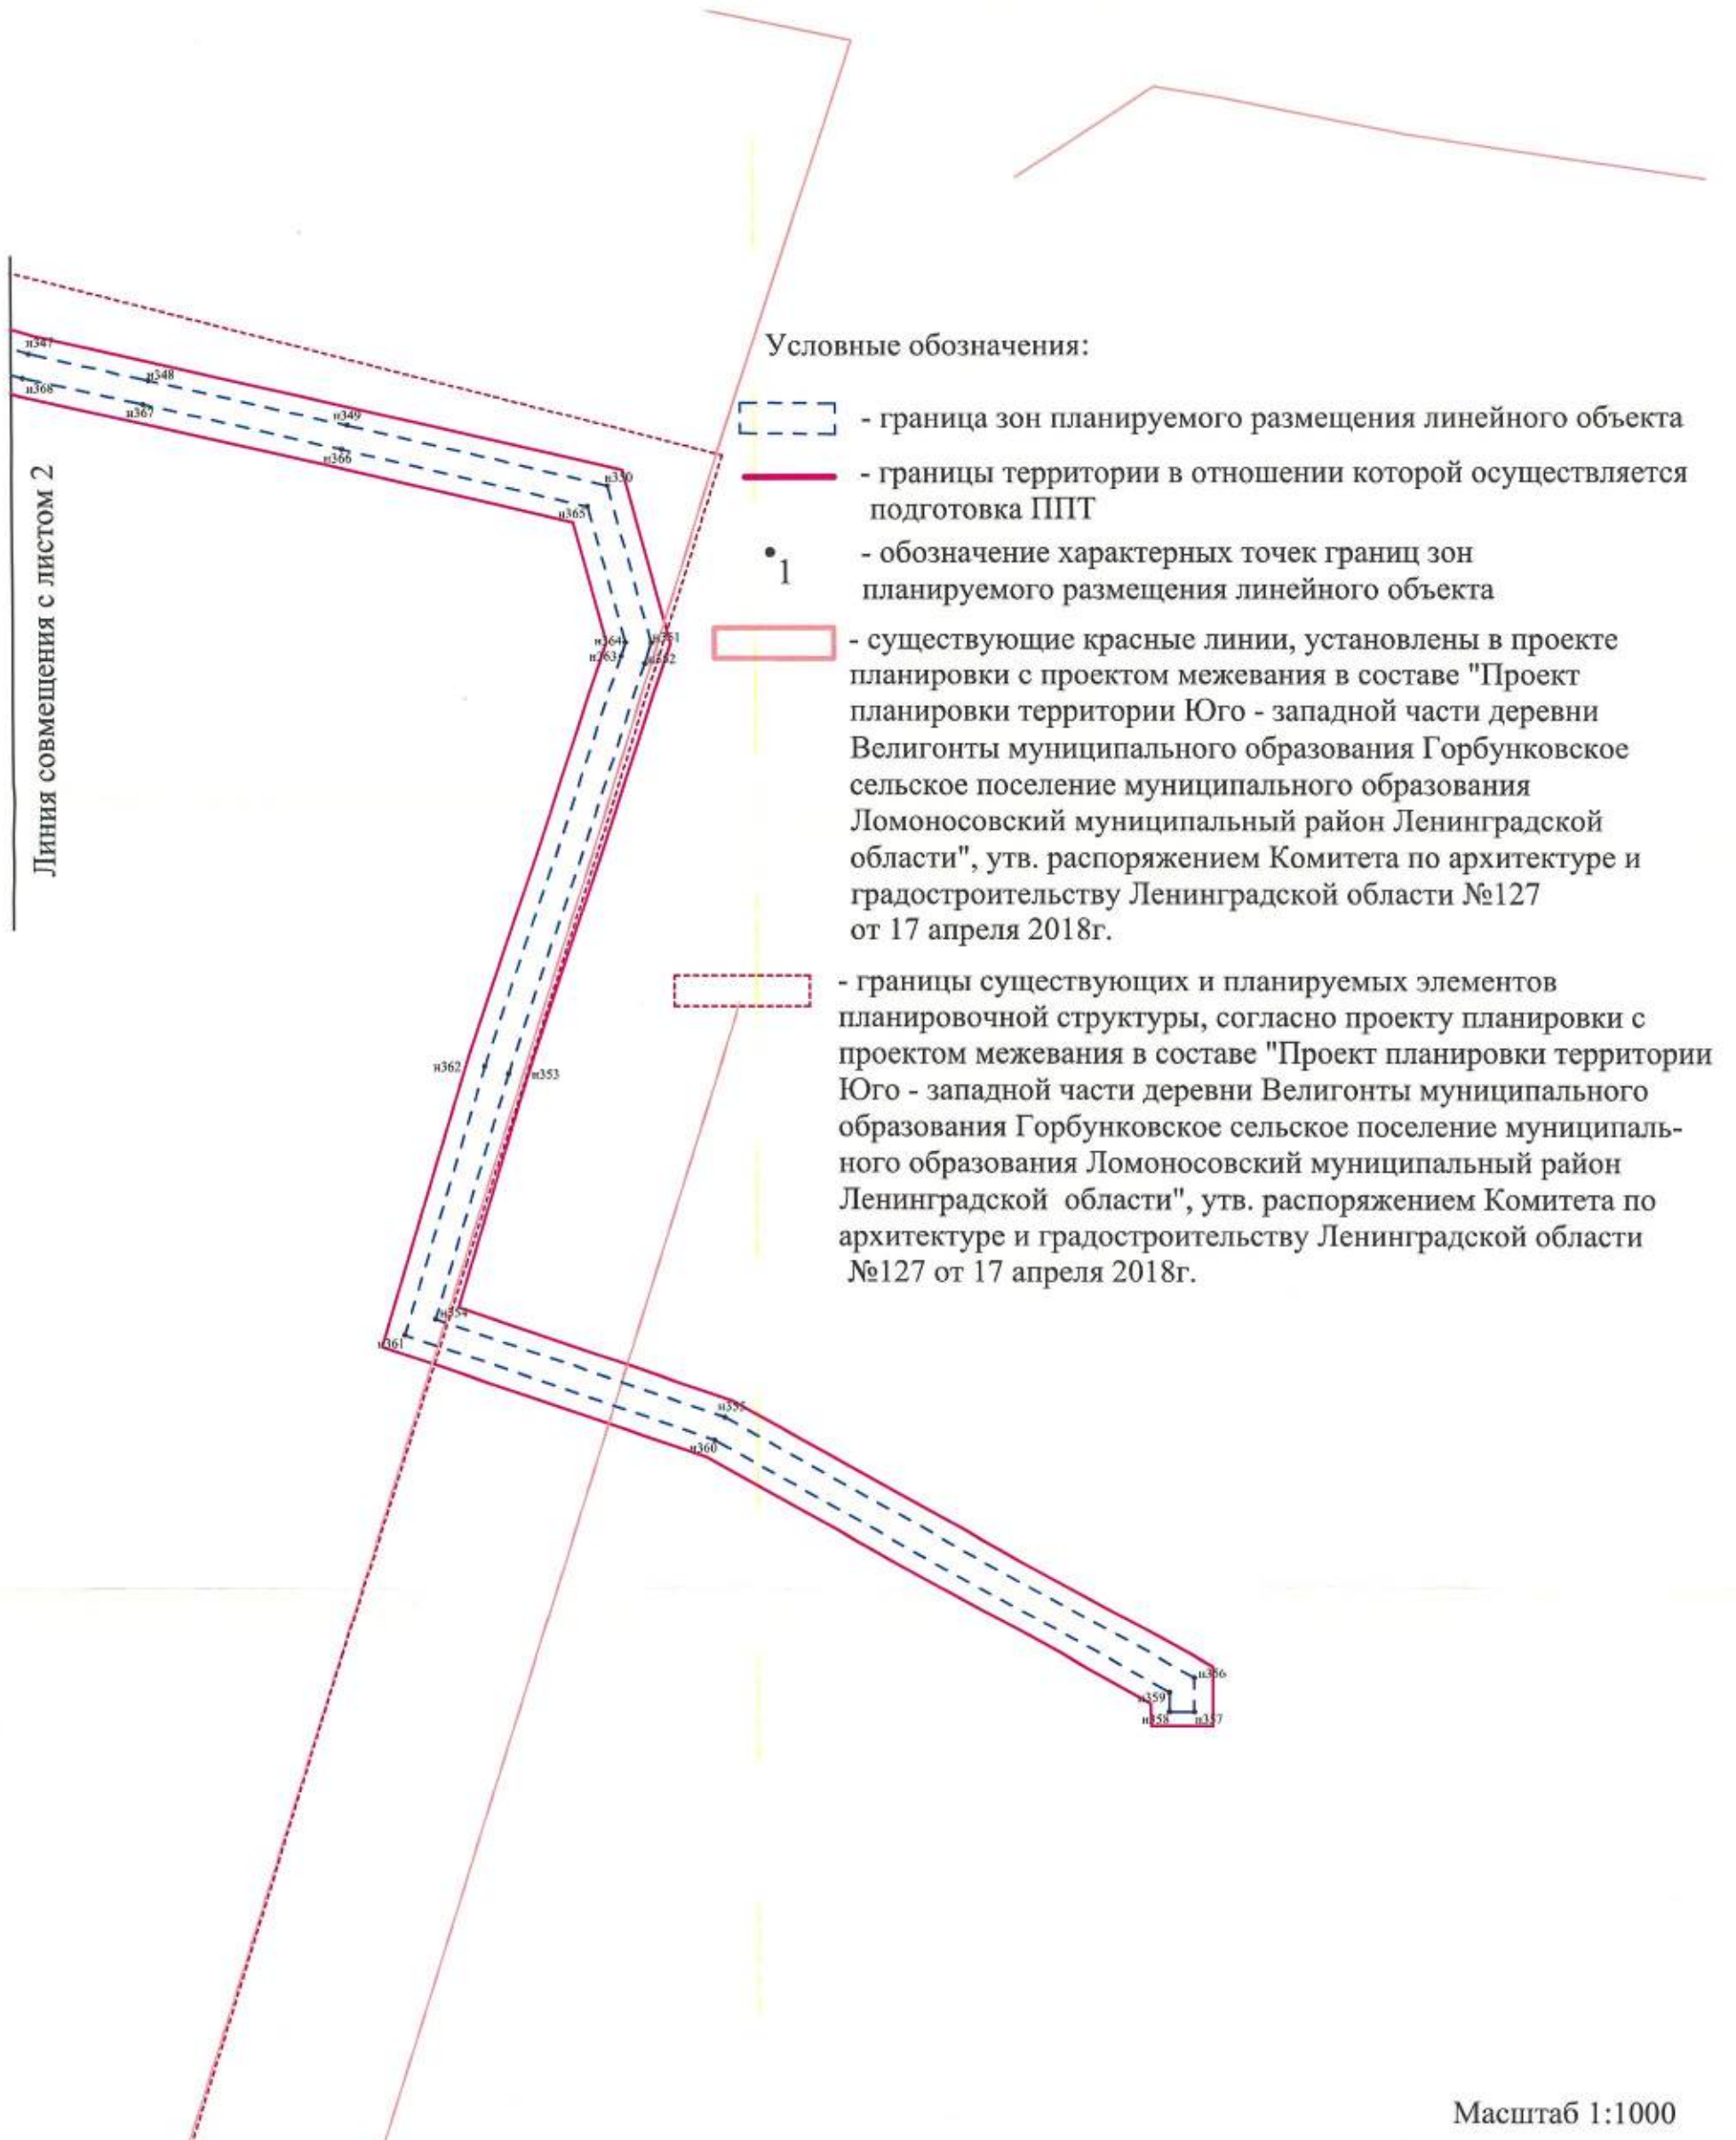 Условные обозначения:
- граница зон планируемого размещения линейного объекта
- границы территории в отношении которой осуществляется
подготовка ППТ
1
- обозначение характерных точек границ зон
планируемого размещения линейного объекта
- существующие красные линии, установлены в проекте
планировки с проектом межевания в составе "Проект
планировки территории Юго - западной части деревни
Велигонты муниципального образования Горбунковское
сельское поселение муниципального образования
Ломоносовский муниципальный район Ленинградской
области", утв. распоряжением Комитета по архитектуре и
градостроительству Ленинградской области №127
от 17 апреля 2018г.
- границы существующих и планируемых элементов
планировочной структуры, согласно проекту планировки с
проектом межевания в составе "Проект планировки территории
Юго - западной части деревни Велигонты муниципального
образования Горбунковское сельское поселение муниципаль-
ного образования Ломоносовский муниципальный район
Ленинградской области", утв. распоряжением Комитета по
архитектуре и градостроительству Ленинградской области
№127 от 17 апреля 2018г.
Линия совмещения с листом 2
н347
н348
н368
н367
н349
н366
н350
н365
н364
н351
н352
н362
н353
н354
н361
н355
н360
н356
н359
н358
н357
Масштаб 1:1000